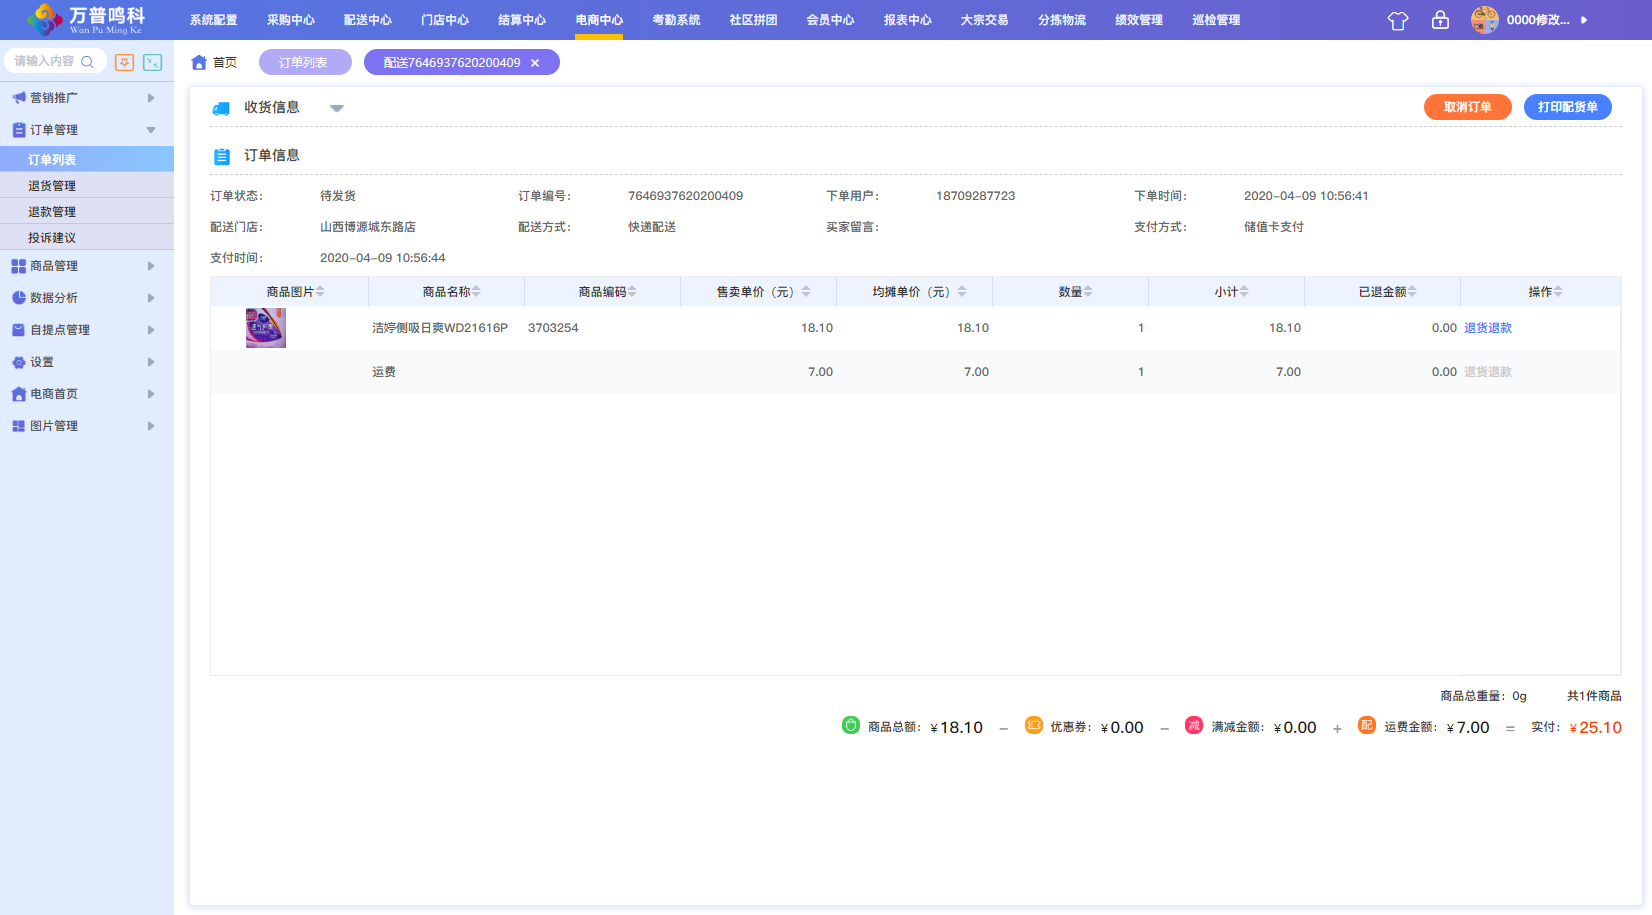 万普鸣科
Wan Pu Ming Ke
系统配置 采购中心 配送中心 门店中心 结算中心 电商中心 考勤系统 社区拼团 会员中心 报表中心 大宗交易 分拣物流 绩效管理 巡检管理 0000修改...
请输入内容
首页 订单列表 配送7646937620200409 ×
营销推广
订单管理
订单列表
退货管理
退款管理
投诉建议
商品管理
数据分析
自提点管理
设置
电商首页
图片管理
收货信息 取消订单 打印配货单
订单信息
订单状态： 待发货 订单编号： 7646937620200409 下单用户： 18709287723 下单时间： 2020-04-09 10:56:41
配送门店： 山西博源城东路店 配送方式： 快递配送 买家留言： 支付方式： 储值卡支付
支付时间： 2020-04-09 10:56:44
商品图片 商品名称 商品编码 售卖单价（元） 均摊单价（元） 数量 小计 已退金额 操作
洁婷侧吸日爽WD21616P 3703254 18.10 18.10 1 18.10 0.00 退货退款
运费 7.00 7.00 1 7.00 0.00 退货退款
商品总重量：0g 共1件商品
商品总额：¥18.10 － 优惠券：¥0.00 － 减 满减金额：¥0.00 + 配 运费金额：¥7.00 = 实付：¥25.10